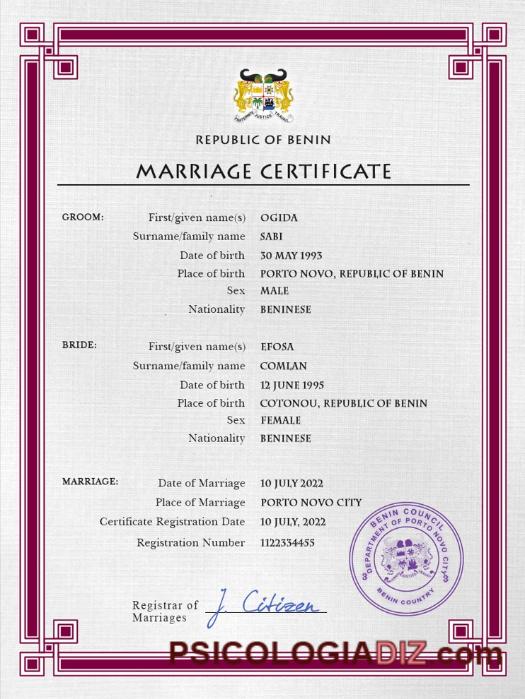 FRATERNITE JUSTICE TRAVAIL
REPUBLIC OF BENIN
MARRIAGE CERTIFICATE
GROOM: First/given name(s) OGIDA
Surname/family name SABI
Date of birth 30 MAY 1993
Place of birth PORTO NOVO, REPUBLIC OF BENIN
Sex MALE
Nationality BENINESE
BRIDE: First/given name(s) EFOSA
Surname/family name COMLAN
Date of birth 12 JUNE 1995
Place of birth COTONOU, REPUBLIC OF BENIN
Sex FEMALE
Nationality BENINESE
MARRIAGE: Date of Marriage 10 JULY 2022
Place of Marriage PORTO NOVO CITY
Certificate Registration Date 10 JULY, 2022
Registration Number 1122334455
BENIN COUNCIL
DEPARTMENT OF PORTO NOVO CITY
BENIN COUNTRY
Registrar of J. Citizen
Marriages
PSICOLOGIADIZ.com